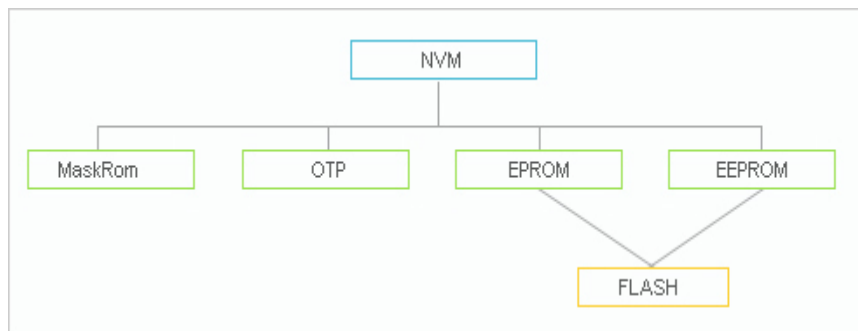 NVM
MaskRom
OTP
EPROM
EEPROM
FLASH